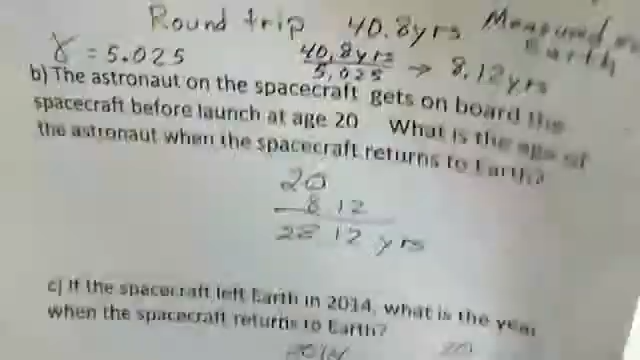 Round trip 40.8yrs Measured on Earth
γ = 5.025 40.8yrs / 5.025 → 8.12yrs
b) The astronaut on the spacecraft gets on board the
spacecraft before launch at age 20 What is the age of
the astronaut when the spacecraft returns to Earth?
20
8 12
28 12 yrs
c) If the spacecraft left Earth in 2014, what is the year
when the spacecraft returns to Earth?
2014 20